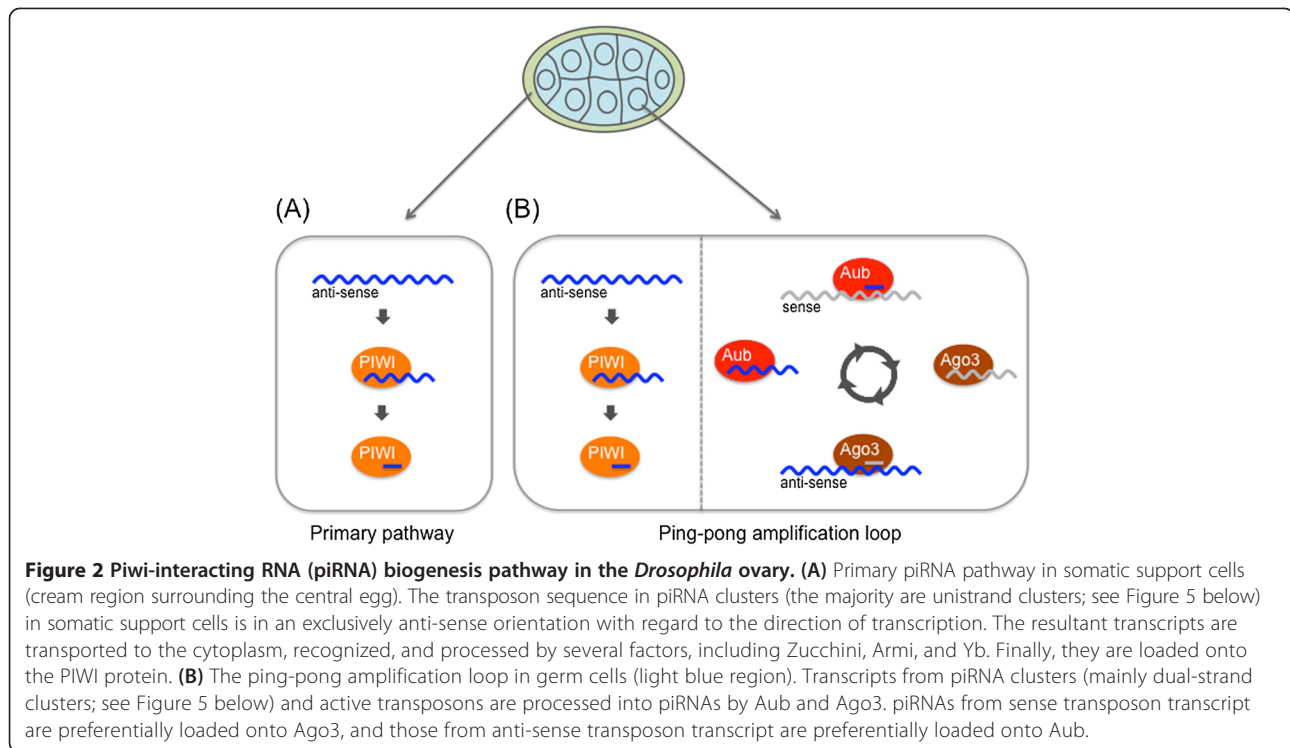 (A)
(B)
anti-sense
PIWI
PIWI
anti-sense
PIWI
PIWI
Aub
sense
Aub
Ago3
Ago3
anti-sense
Primary pathway
Ping-pong amplification loop
Figure 2 Piwi-interacting RNA (piRNA) biogenesis pathway in the Drosophila ovary. (A) Primary piRNA pathway in somatic support cells
(cream region surrounding the central egg). The transposon sequence in piRNA clusters (the majority are unistrand clusters; see Figure 5 below)
in somatic support cells is in an exclusively anti-sense orientation with regard to the direction of transcription. The resultant transcripts are
transported to the cytoplasm, recognized, and processed by several factors, including Zucchini, Armi, and Yb. Finally, they are loaded onto
the PIWI protein. (B) The ping-pong amplification loop in germ cells (light blue region). Transcripts from piRNA clusters (mainly dual-strand
clusters; see Figure 5 below) and active transposons are processed into piRNAs by Aub and Ago3. piRNAs from sense transposon transcript
are preferentially loaded onto Ago3, and those from anti-sense transposon transcript are preferentially loaded onto Aub.